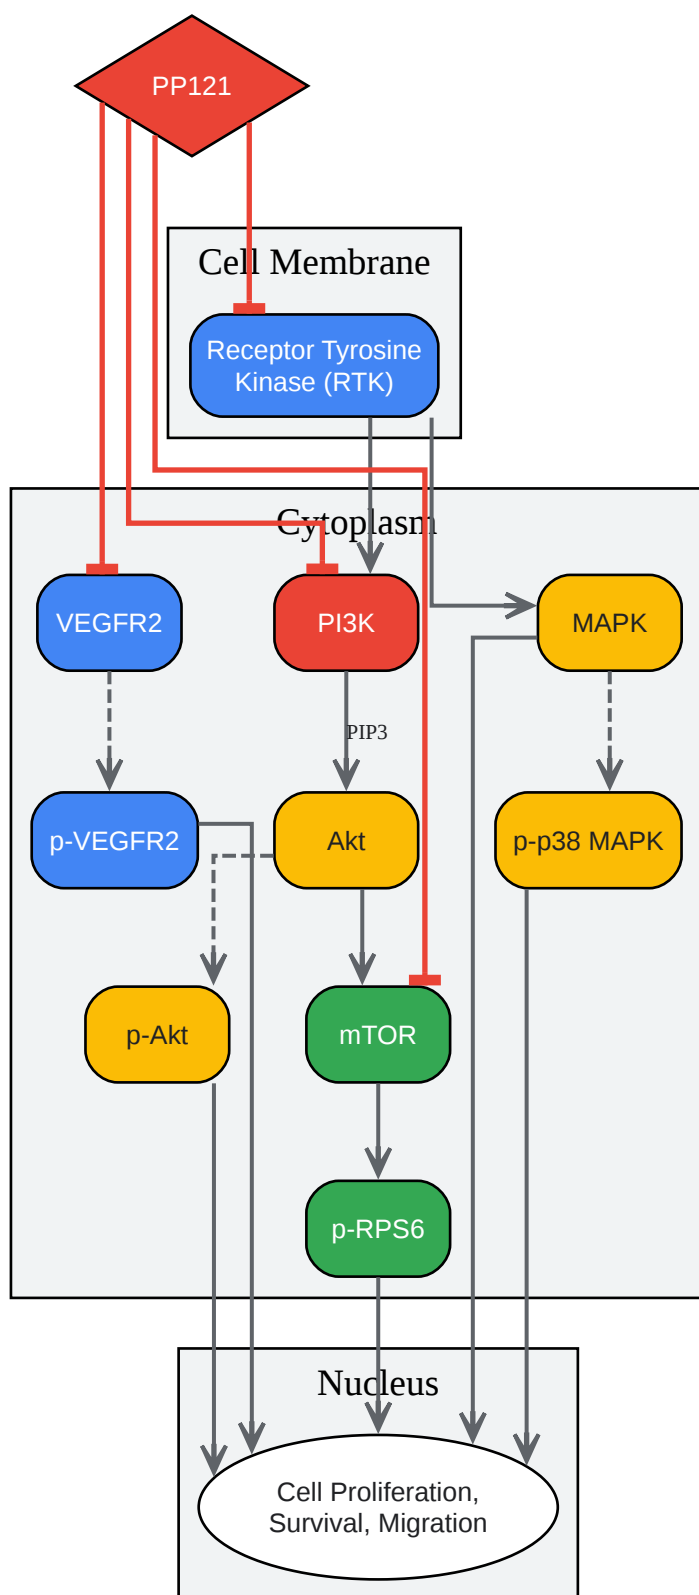 PP121
Cell Membrane
Receptor Tyrosine
Kinase (RTK)
Cytoplasm
VEGFR2
PI3K
MAPK
PIP3
p-VEGFR2
Akt
p-p38 MAPK
p-Akt
mTOR
p-RPS6
Nucleus
Cell Proliferation,
Survival, Migration